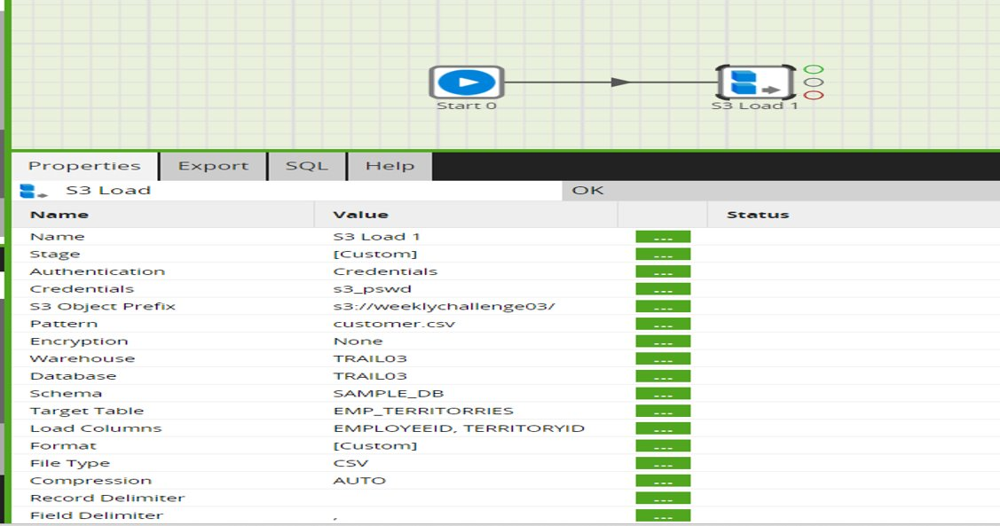 Start 0
S3 Load 1
Properties
Export
SQL
Help
S3 Load
OK
Name Value Status
Name S3 Load 1 ...
Stage [Custom] ...
Authentication Credentials ...
Credentials s3_pswd ...
S3 Object Prefix s3://weeklychallenge03/ ...
Pattern customer.csv ...
Encryption None ...
Warehouse TRAIL03 ...
Database TRAIL03 ...
Schema SAMPLE_DB ...
Target Table EMP_TERRITORRIES ...
Load Columns EMPLOYEEID, TERRITORYID ...
Format [Custom] ...
File Type CSV ...
Compression AUTO ...
Record Delimiter ...
Field Delimiter , ...